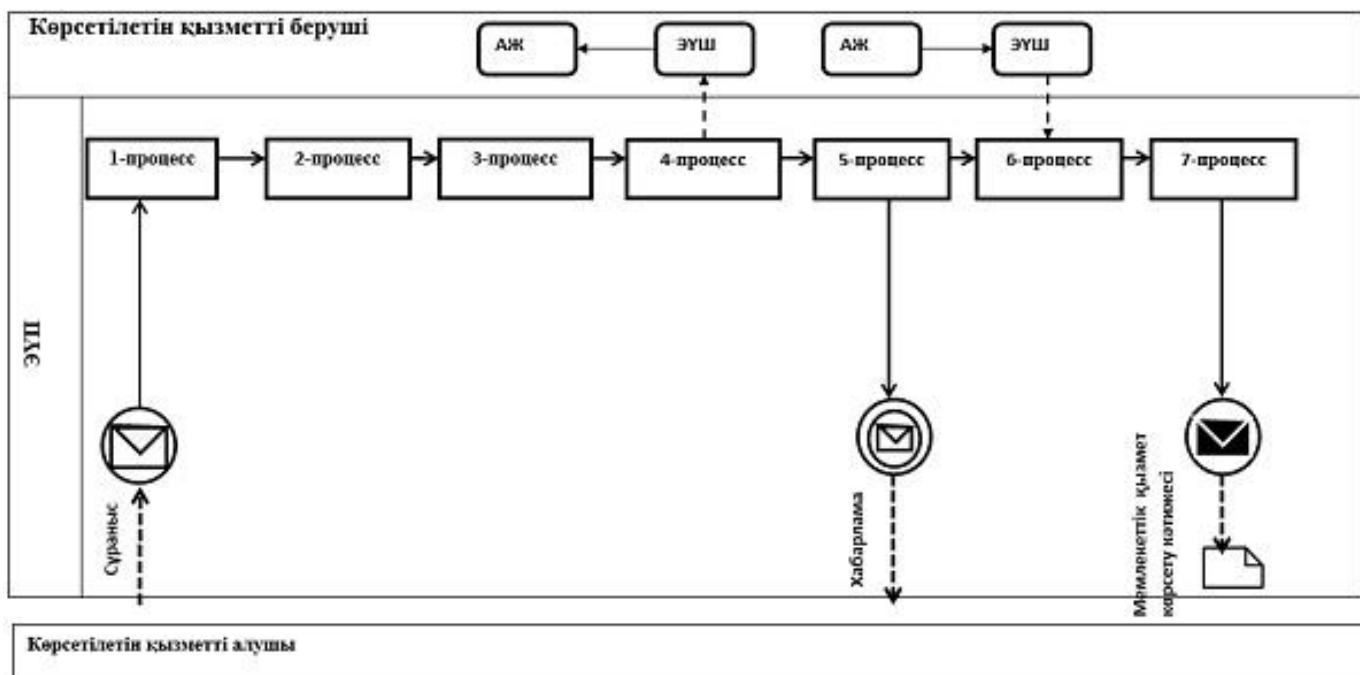 Көрсетілетін қызметті беруші
АЖ
ЭҮШ
АЖ
ЭҮШ
ЭҮП
1-процесс
2-процесс
3-процесс
4-процесс
5-процесс
6-процесс
7-процесс
Сұраныс
Хабарлама
Мемлекеттік қызмет
көрсету нәтижесі
Көрсетілетін қызметті алушы